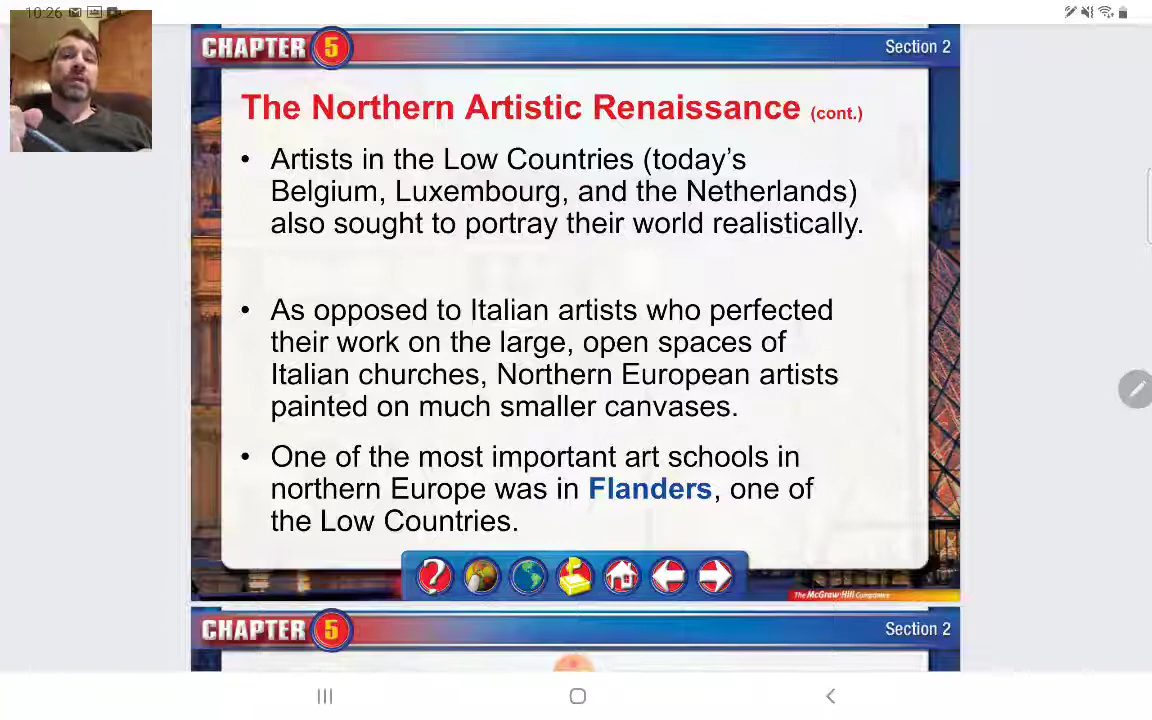 10:26
CHAPTER 5
Section 2
The Northern Artistic Renaissance (cont.)
• Artists in the Low Countries (today's
Belgium, Luxembourg, and the Netherlands)
also sought to portray their world realistically.
• As opposed to Italian artists who perfected
their work on the large, open spaces of
Italian churches, Northern European artists
painted on much smaller canvases.
• One of the most important art schools in
northern Europe was in Flanders, one of
the Low Countries.
?
The McGraw·Hill Companies
CHAPTER 5
Section 2